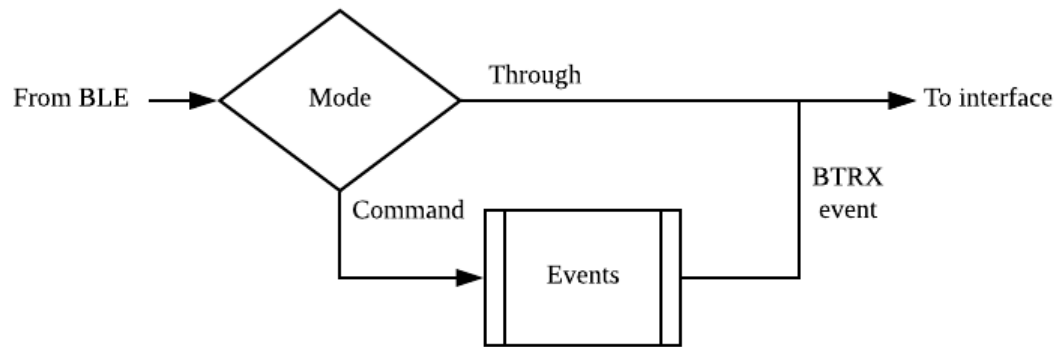 Through
From BLE
Mode
To interface
BTRX
event
Command
Events